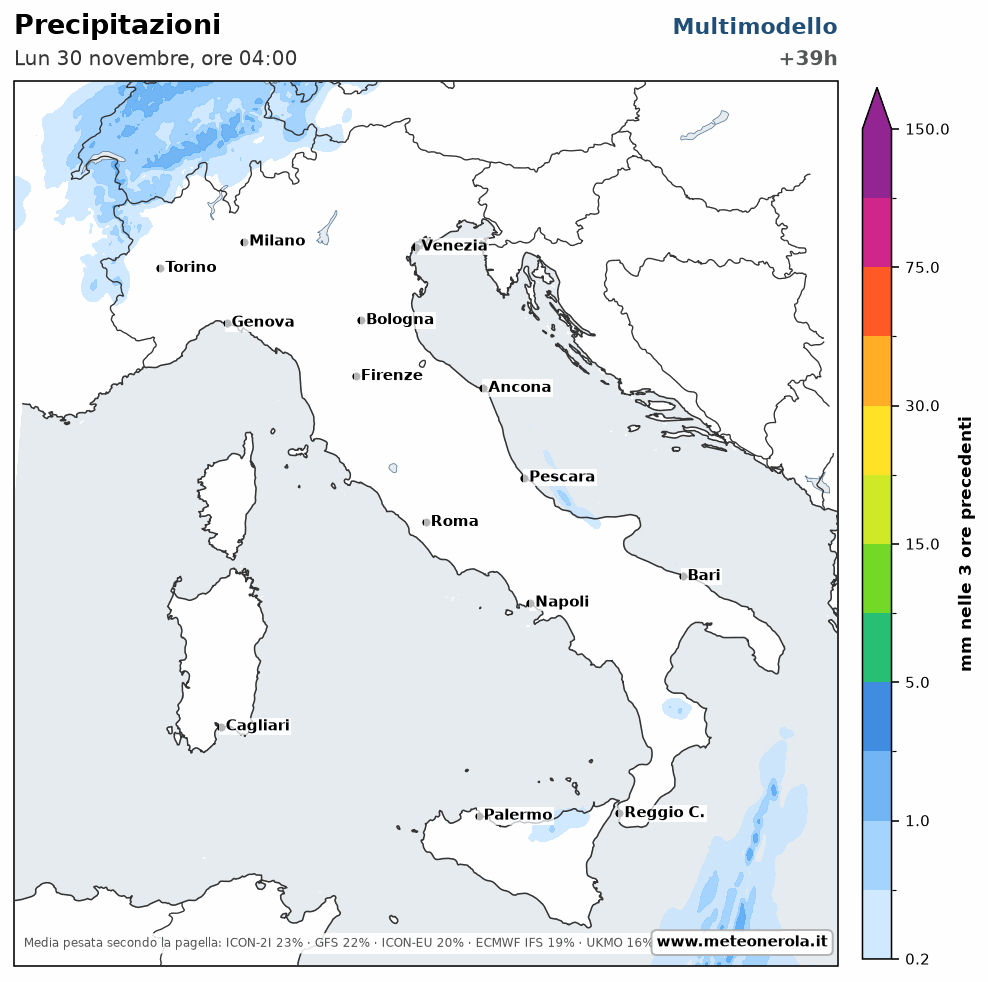 Precipitazioni
Multimodello
Lun 30 novembre, ore 04:00
+39h
150.0
75.0
30.0
15.0
5.0
1.0
0.2
mm nelle 3 ore precedenti
Milano
Venezia
Torino
Genova
Bologna
Firenze
Ancona
Pescara
Roma
Bari
Napoli
Cagliari
Palermo
Reggio C.
Media pesata secondo la pagella: ICON-2I 23% · GFS 22% · ICON-EU 20% · ECMWF IFS 19% · UKMO 16%
www.meteonerola.it